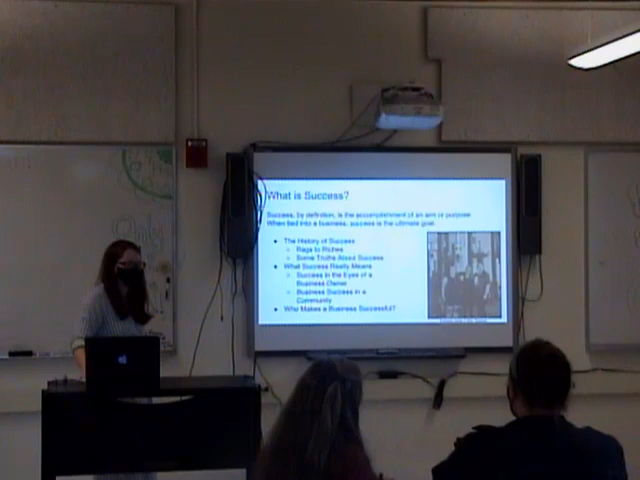 What is Success?
Success, by definition, is the accomplishment of an aim or purpose.
When tied into a business, success is the ultimate goal.
● The History of Success
○ Rags to Riches
○ Some Truths About Success
● What Success Really Means
○ Success in the Eyes of a
Business Owner
○ Business Success in a
Community
● Who Makes a Business Successful?